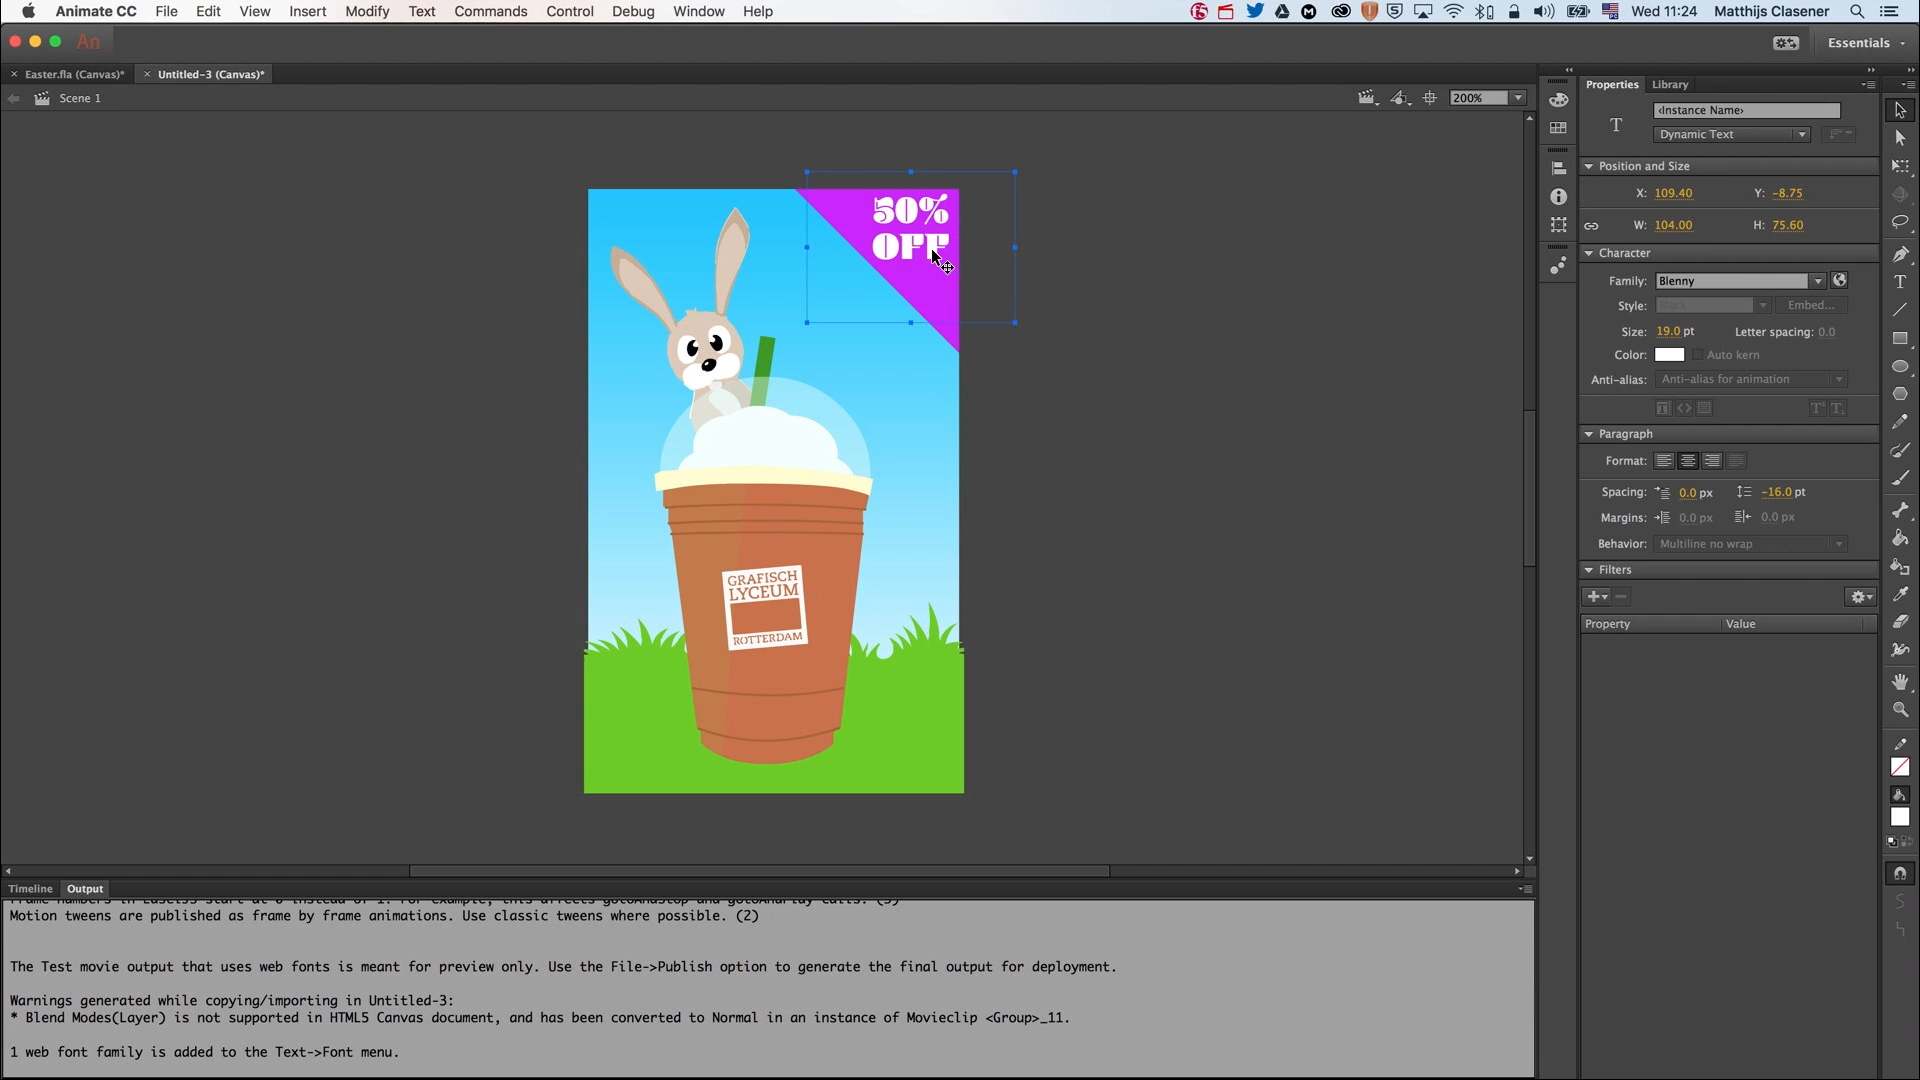 Animate CC File Edit View Insert Modify Text Commands Control Debug Window Help
Wed 11:24 Matthijs Clasener
An
Essentials
Easter.fla (Canvas)* Untitled-3 (Canvas)*
Scene 1
200%
Properties Library
<Instance Name>
Dynamic Text
Position and Size
X: 109.40 Y: -8.75
W: 104.00 H: 75.60
Character
Family: Blenny
Style: Black Embed...
Size: 19.0 pt Letter spacing: 0.0
Color: Auto kern
Anti-alias: Anti-alias for animation
Paragraph
Format:
Spacing: 0.0 px -16.0 pt
Margins: 0.0 px 0.0 px
Behavior: Multiline no wrap
Filters
Property Value
50%
OFF
GRAFISCH
LYCEUM
ROTTERDAM
Timeline Output
Frame numbers in EaselJS start at 0 instead of 1. For example, this affects gotoAndStop and gotoAndPlay calls. (3)
Motion tweens are published as frame by frame animations. Use classic tweens where possible. (2)
The Test movie output that uses web fonts is meant for preview only. Use the File->Publish option to generate the final output for deployment.
Warnings generated while copying/importing in Untitled-3:
* Blend Modes(Layer) is not supported in HTML5 Canvas document, and has been converted to Normal in an instance of Movieclip <Group>_11.
1 web font family is added to the Text->Font menu.